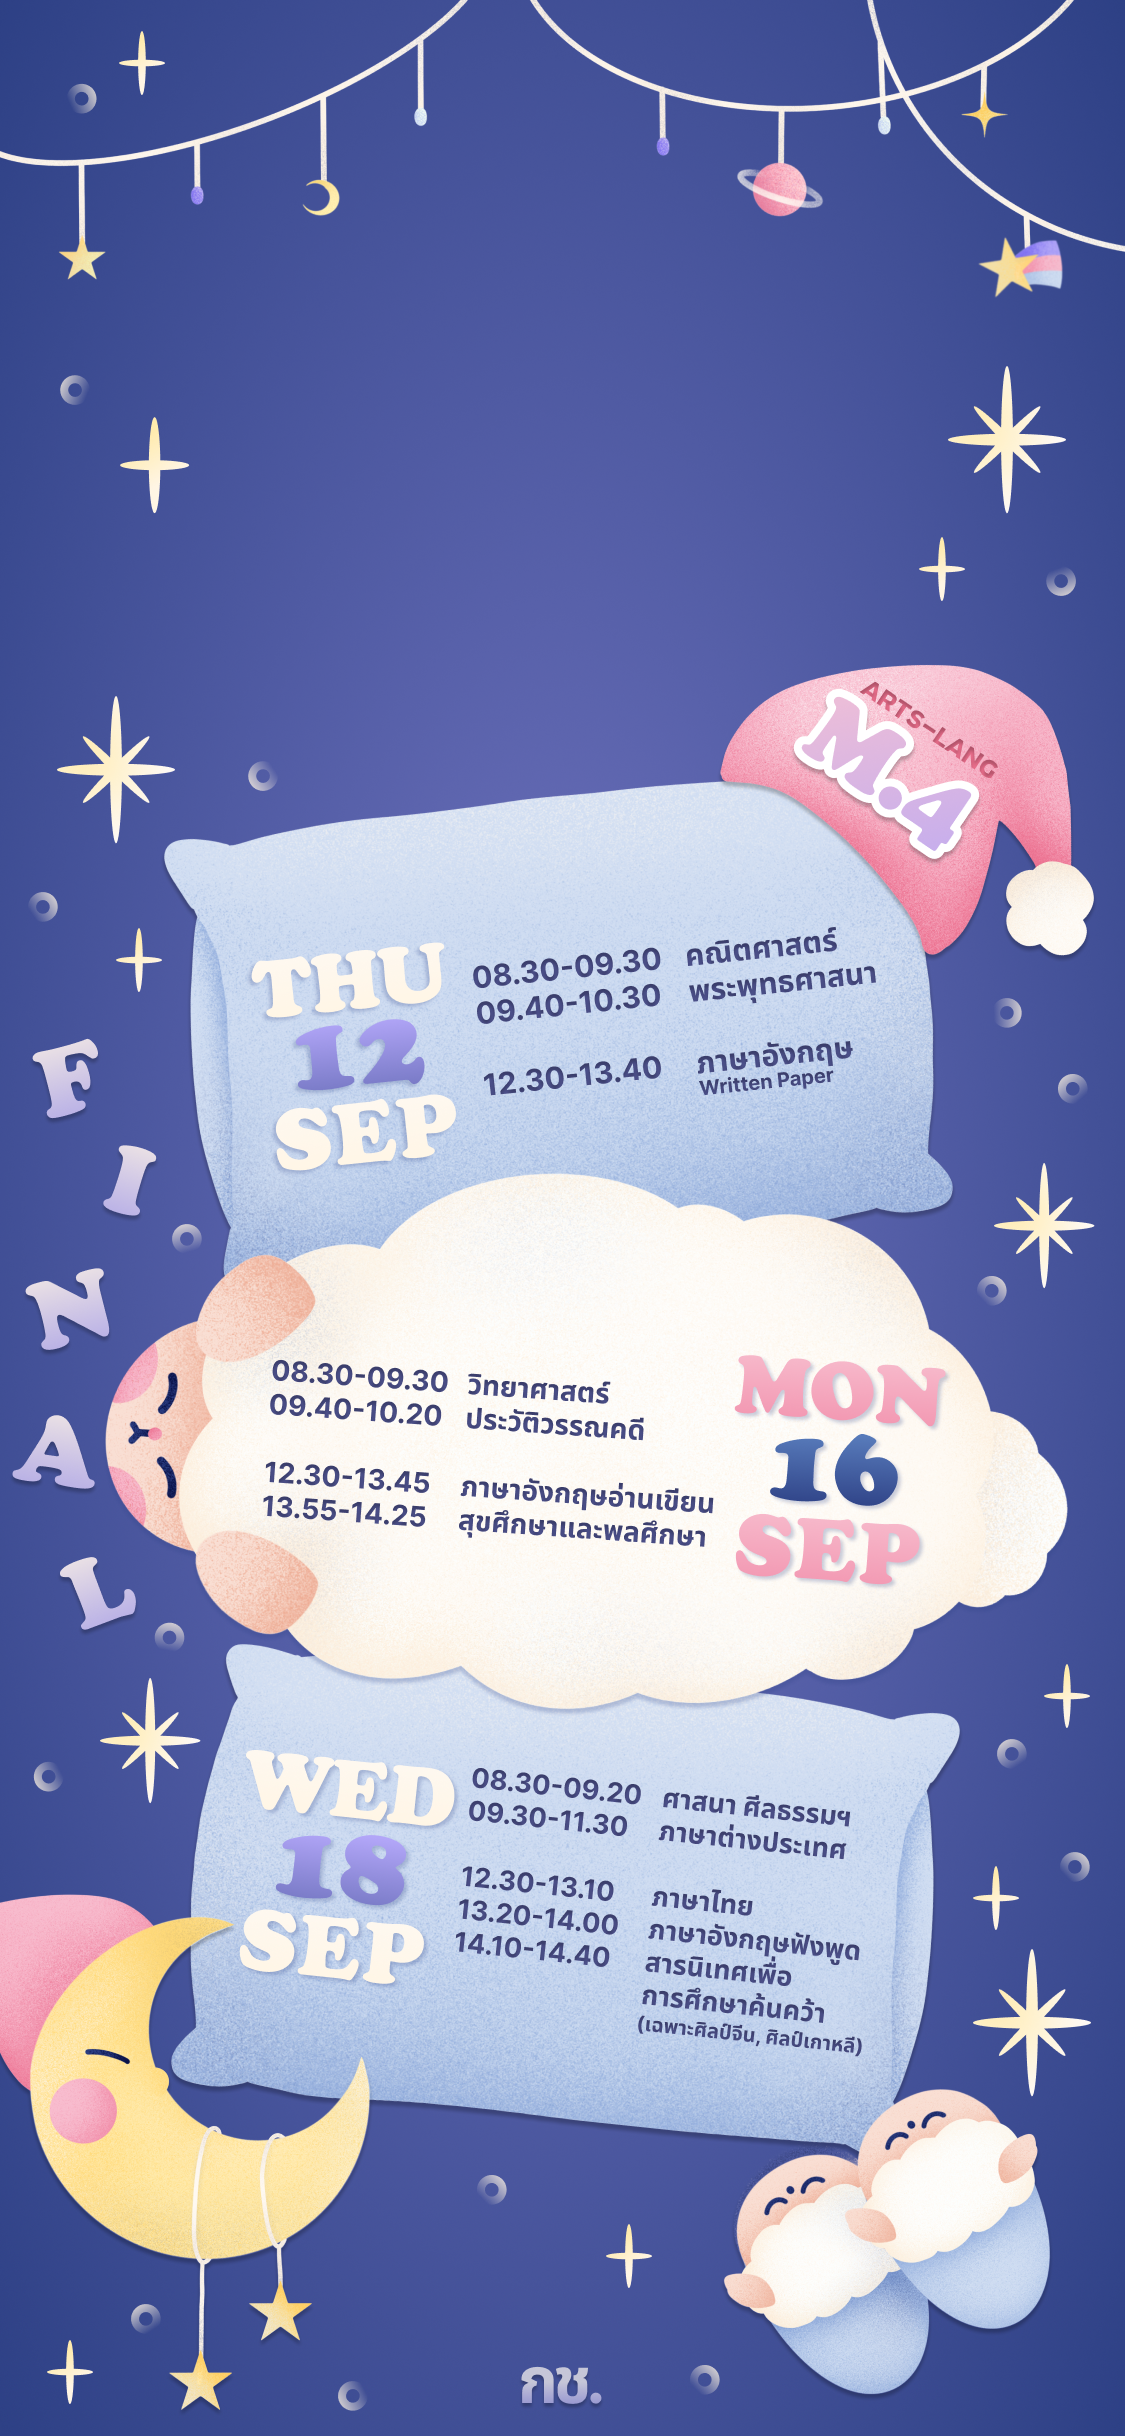 ARTS-LANG
M.4
THU
12
SEP
08.30-09.30 คณิตศาสตร์
09.40-10.30 พระพุทธศาสนา
12.30-13.40 ภาษาอังกฤษ
Written Paper
FINAL
08.30-09.30 วิทยาศาสตร์
09.40-10.20 ประวัติวรรณคดี
12.30-13.45 ภาษาอังกฤษอ่านเขียน
13.55-14.25 สุขศึกษาและพลศึกษา
MON
16
SEP
WED
18
SEP
08.30-09.20 ศาสนา ศีลธรรมฯ
09.30-11.30 ภาษาต่างประเทศ
12.30-13.10 ภาษาไทย
13.20-14.00 ภาษาอังกฤษฟังพูด
14.10-14.40 สารนิเทศเพื่อ
การศึกษาค้นคว้า
(เฉพาะศิลป์จีน, ศิลป์เกาหลี)
กช.